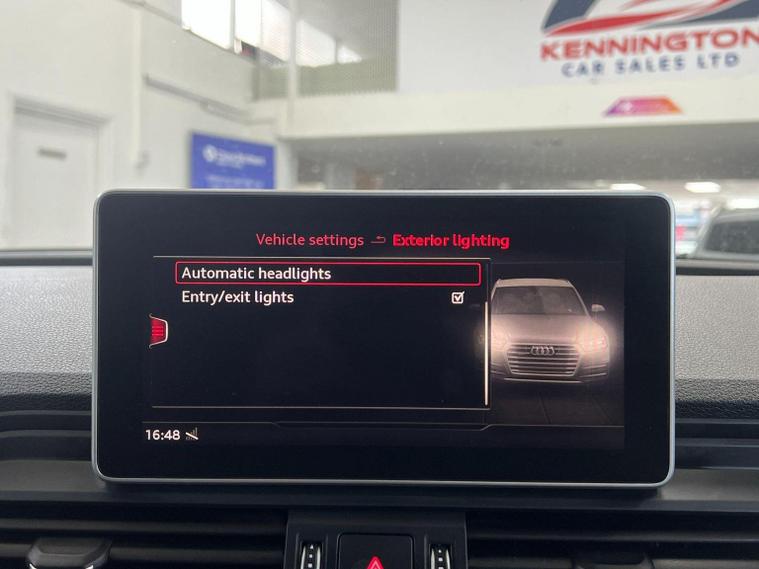 KENNINGTON
CAR SALES LTD
Vehicle settings Exterior lighting
Automatic headlights
Entry/exit lights
16:48